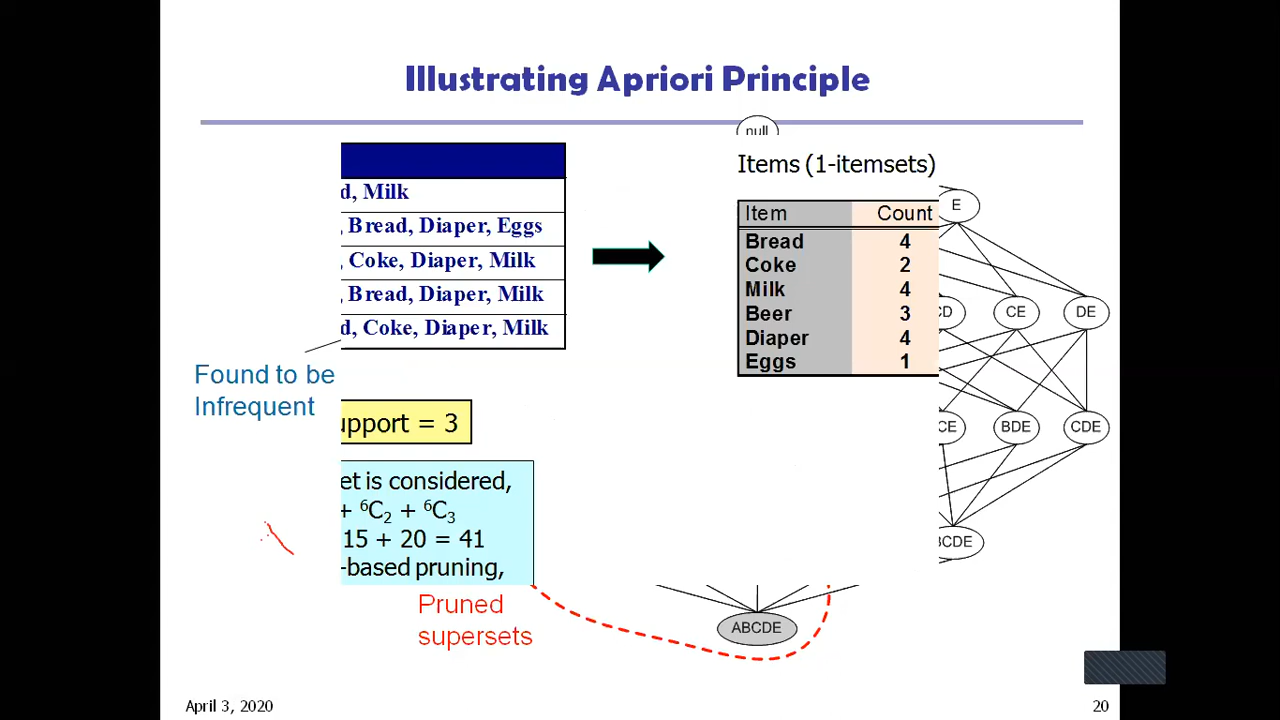 Illustrating Apriori Principle
null
Items (1-itemsets)
d, Milk
, Bread, Diaper, Eggs
, Coke, Diaper, Milk
, Bread, Diaper, Milk
d, Coke, Diaper, Milk
Item Count
Bread 4
Coke 2
Milk 4
Beer 3
Diaper 4
Eggs 1
E
CD CE DE
CE BDE CDE
BCDE
Found to be
Infrequent
upport = 3
et is considered,
+ ⁶C₂ + ⁶C₃
15 + 20 = 41
-based pruning,
Pruned
supersets
ABCDE
April 3, 2020
20